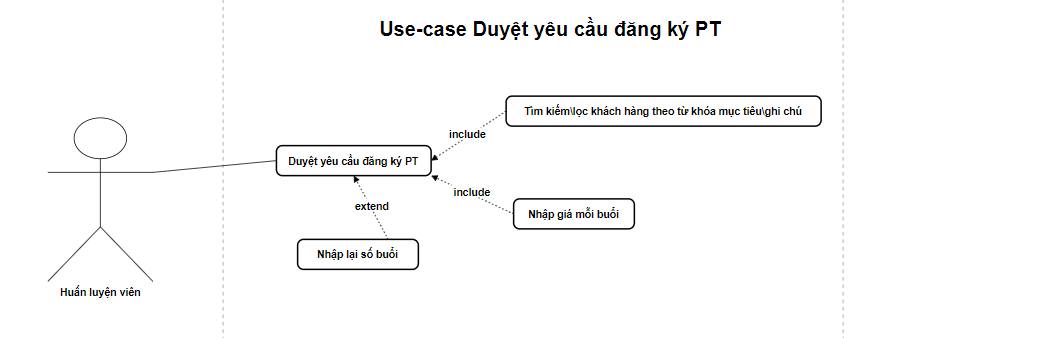 Use-case Duyệt yêu cầu đăng ký PT
Tìm kiếm\lọc khách hàng theo từ khóa mục tiêu\ghi chú
include
Duyệt yêu cầu đăng ký PT
include
extend
Nhập giá mỗi buổi
Nhập lại số buổi
Huấn luyện viên